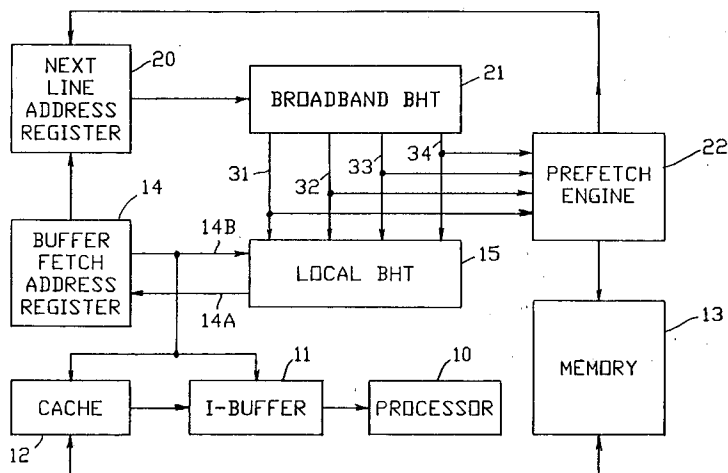 20
NEXT
LINE
ADDRESS
REGISTER
21
BROADBAND BHT
31
32
33
34
22
PREFETCH
ENGINE
14
BUFFER
FETCH
ADDRESS
REGISTER
14B
14A
15
LOCAL BHT
13
MEMORY
12
CACHE
11
I-BUFFER
10
PROCESSOR